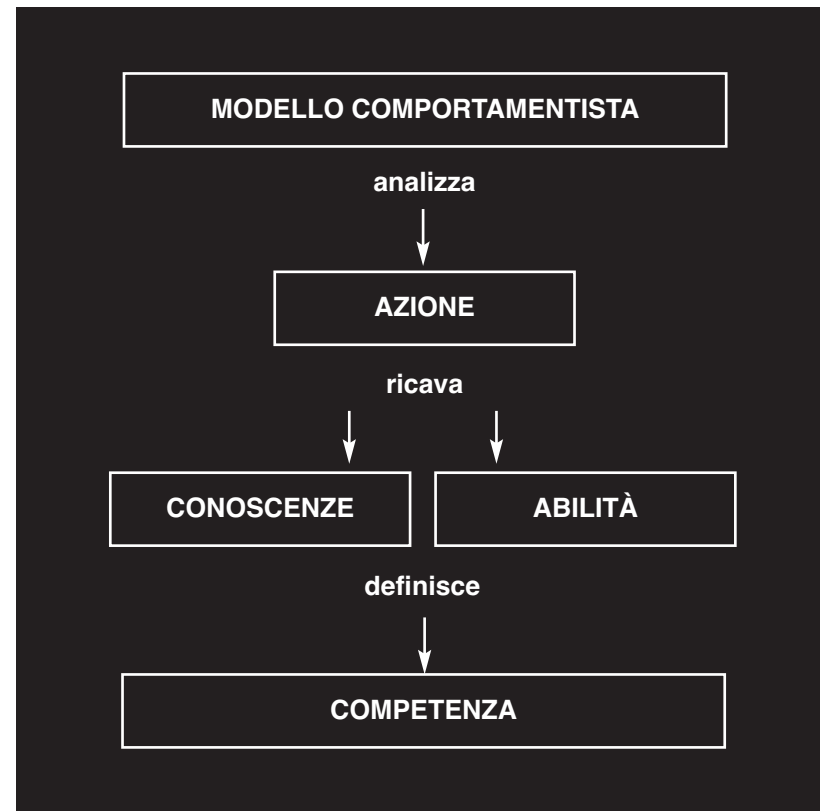 MODELLO COMPORTAMENTISTA
analizza
AZIONE
ricava
CONOSCENZE
ABILITÀ
definisce
COMPETENZA